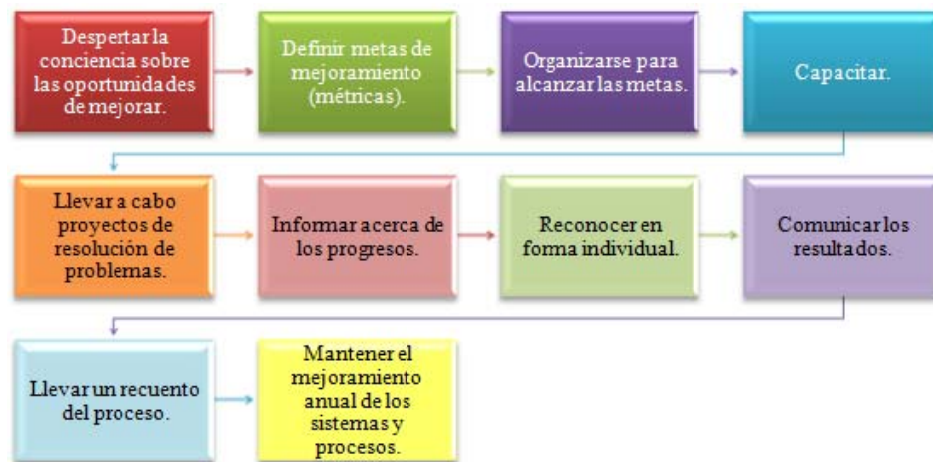 Despertar la
conciencia sobre
las oportunidades
de mejorar.
Definir metas de
mejoramiento
(métricas).
Organizarse para
alcanzar las metas.
Capacitar.
Llevar a cabo
proyectos de
resolución de
problemas.
Informar acerca de
los progresos.
Reconocer en
forma individual.
Comunicar los
resultados.
Llevar un recuento
del proceso.
Mantener el
mejoramiento
anual de los
sistemas y
procesos.